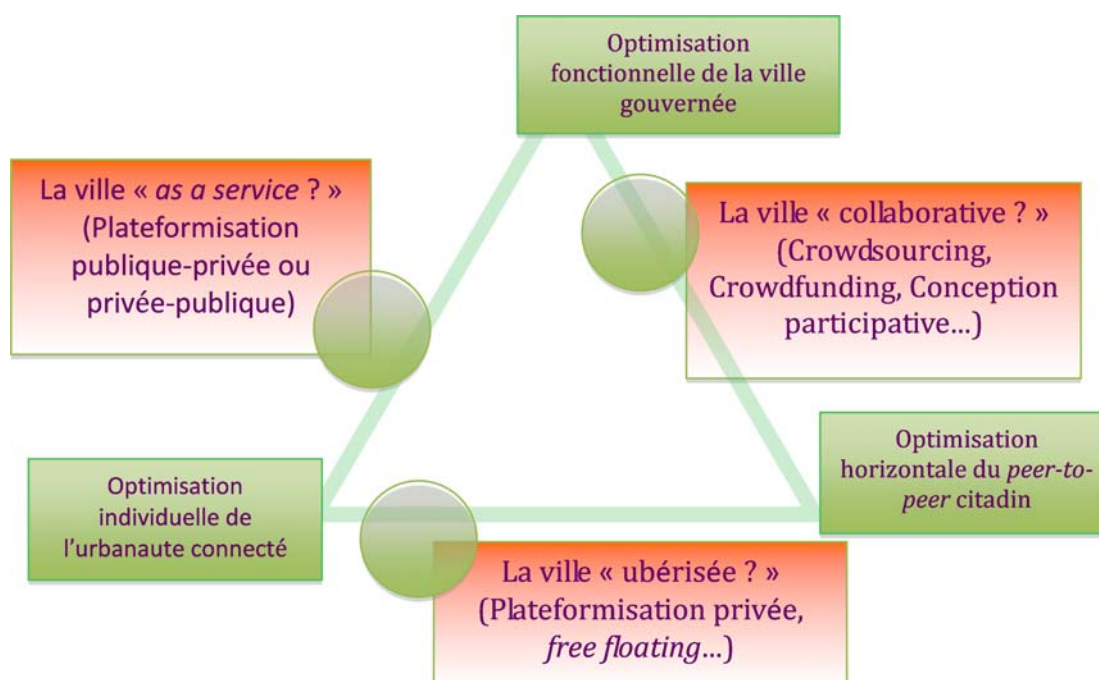 Optimisation
fonctionnelle de la ville
gouvernée
La ville « as a service ? »
(Plateformisation
publique-privée ou
privée-publique)
La ville « collaborative ? »
(Crowdsourcing,
Crowdfunding, Conception
participative…)
Optimisation
individuelle de
l’urbanaute connecté
Optimisation
horizontale du peer-to-
peer citadin
La ville « ubérisée ? »
(Plateformisation privée,
free floating…)